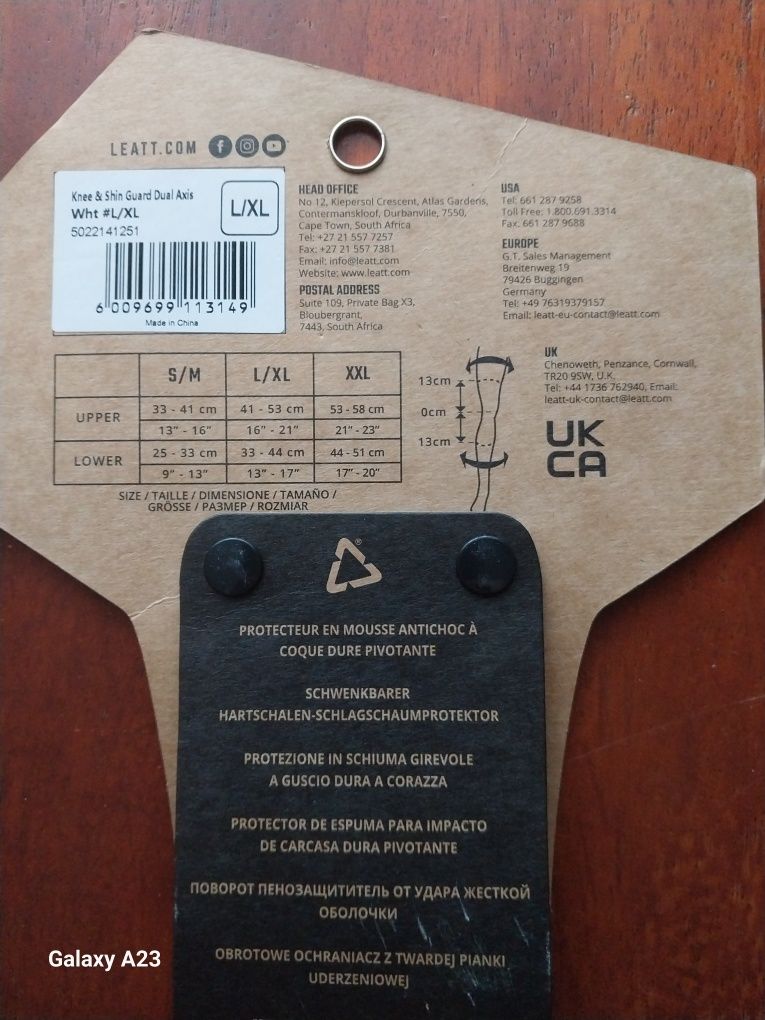 LEATT.COM
Knee & Shin Guard Dual Axis
Wht #L/XL
5022141251
L/XL
6 009699 113149
Made in China
HEAD OFFICE
No 12, Kiepersol Crescent, Atlas Gardens,
Contermanskloof, Durbanville, 7550,
Cape Town, South Africa
Tel: +27 21 557 7257
Fax: +27 21 557 7381
Email: info@leatt.com
Website: www.leatt.com
POSTAL ADDRESS
Suite 109, Private Bag X3,
Bloubergrant,
7443, South Africa
USA
Tel: 661 287 9258
Toll Free: 1.800.691.3314
Fax: 661 287 9688
EUROPE
G.T. Sales Management
Breitenweg 19
79426 Buggingen
Germany
Tel: +49 76319379157
Email: leatt-eu-contact@leatt.com
UK
Chenoweth, Penzance, Cornwall,
TR20 9SW, U.K.
Tel: +44 1736 762940, Email:
leatt-uk-contact@leatt.com
UK
CA
S/M L/XL XXL
UPPER 33 - 41 cm 41 - 53 cm 53 - 58 cm
13” - 16” 16” - 21” 21” - 23”
LOWER 25 - 33 cm 33 - 44 cm 44 - 51 cm
9” - 13” 13” - 17” 17” - 20”
SIZE / TAILLE / DIMENSIONE / TAMAÑO /
GRÖSSE / PA3MEP / ROZMIAR
13cm
0cm
13cm
®
PROTECTEUR EN MOUSSE ANTICHOC À
COQUE DURE PIVOTANTE
SCHWENKBARER
HARTSCHALEN-SCHLAGSCHAUMPROTEKTOR
PROTEZIONE IN SCHIUMA GIREVOLE
A GUSCIO DURA A CORAZZA
PROTECTOR DE ESPUMA PARA IMPACTO
DE CARCASA DURA PIVOTANTE
ПОВОРОТ ПЕНОЗАЩИТИТЕЛЬ ОТ УДАРА ЖЕСТКОЙ
ОБОЛОЧКИ
OBROTOWE OCHRANIACZ Z TWARDEJ PIANKI
UDERZENIOWEJ
Galaxy A23